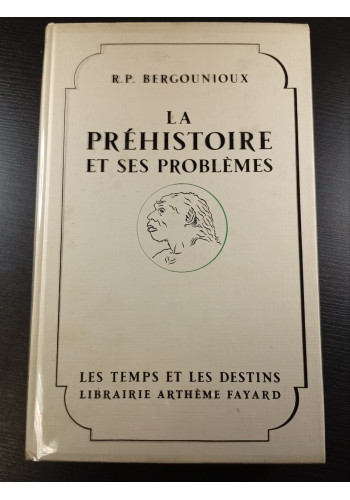 R.P. BERGOUNIOUX
LA
PRÉHISTOIRE
ET SES PROBLÈMES
LES TEMPS ET LES DESTINS
LIBRAIRIE ARTHÈME FAYARD